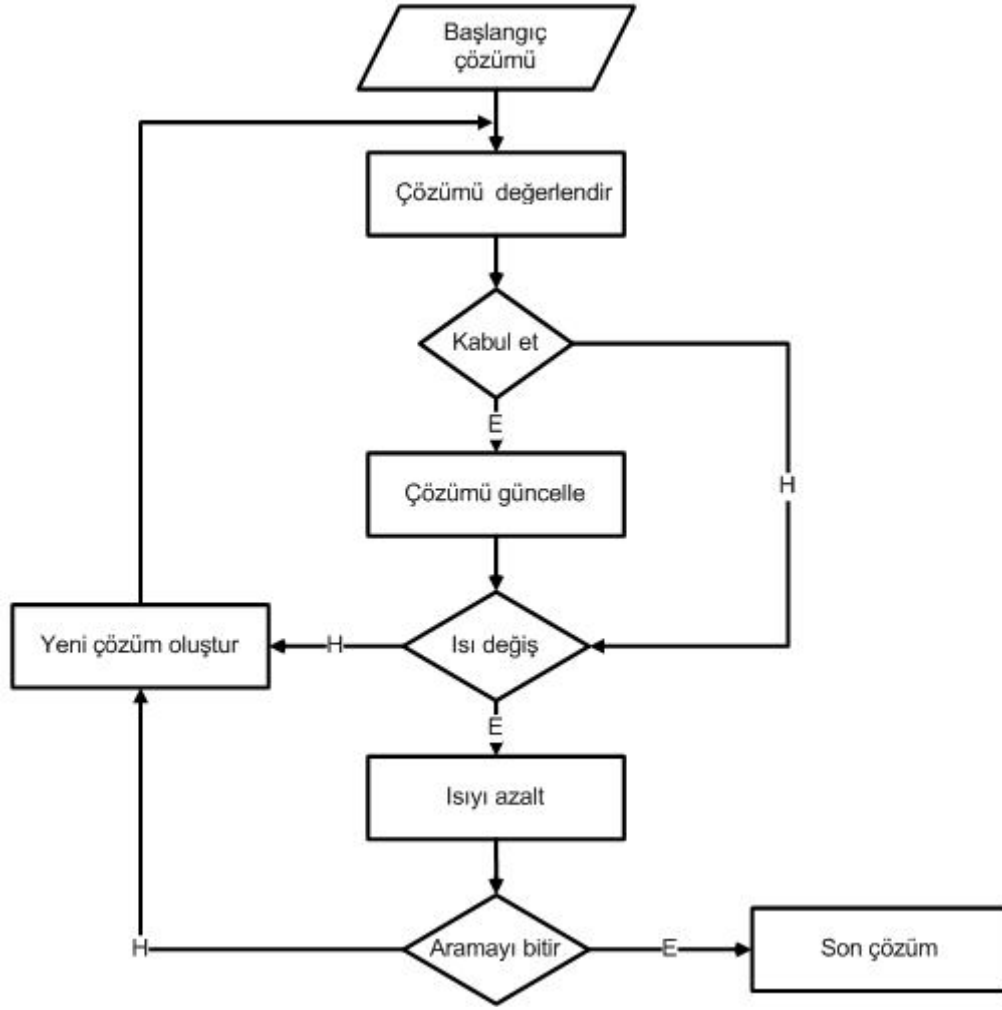 Başlangıç
çözümü
Çözümü değerlendir
Kabul et
E
Çözümü güncelle
H
Yeni çözüm oluştur
H
Isı değiş
E
Isıyı azalt
H
Aramayı bitir
E
Son çözüm